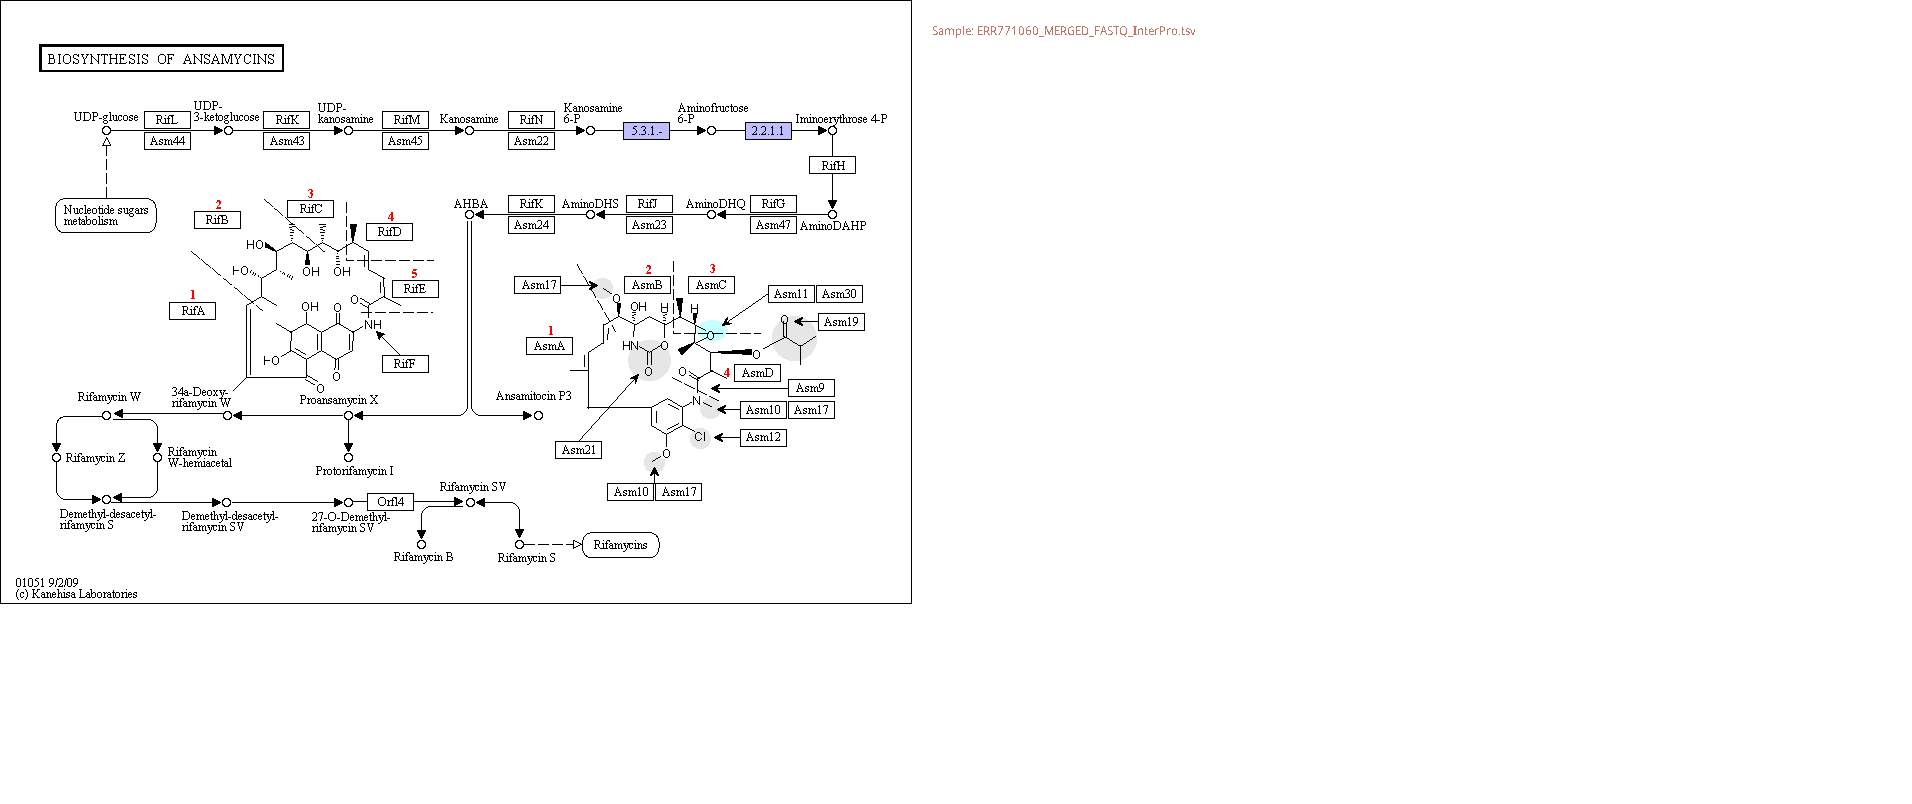 Sample: ERR771060_MERGED_FASTQ_InterPro.tsv
BIOSYNTHESIS OF ANSAMYCINS
UDP-glucose
RifL
Asm44
UDP-
3-ketoglucose
RifK
Asm43
UDP-
kanosamine
RifM
Asm45
Kanosamine
RifN
Asm22
Kanosamine
6-P
5.3.1.-
Aminofructose
6-P
2.2.1.1
Iminoerythrose 4-P
RifH
Nucleotide sugars
metabolism
AHBA
RifK
Asm24
AminoDHS
RifJ
Asm23
AminoDHQ
RifG
Asm47
AminoDAHP
1
RifA
2
RifB
3
RifC
4
RifD
5
RifE
RifF
HO
OH
OH
HO
OH
O
O
NH
HO
O
O
Asm17
2
AsmB
3
AsmC
Asm11
Asm30
Asm19
1
AsmA
4
AsmD
Asm9
Asm10
Asm17
Asm12
Asm21
Asm10
Asm17
O
OH
H
H
O
O
HN
O
O
O
O
N
Cl
O
Rifamycin W
34a-Deoxy-
rifamycin W
Proansamycin X
Ansamitocin P3
Rifamycin Z
Rifamycin
W-hemiacetal
Protorifamycin I
Demethyl-desacetyl-
rifamycin S
Demethyl-desacetyl-
rifamycin SV
27-O-Demethyl-
rifamycin SV
Orf14
Rifamycin SV
Rifamycin B
Rifamycin S
Rifamycins
01051 9/2/09
(c) Kanehisa Laboratories